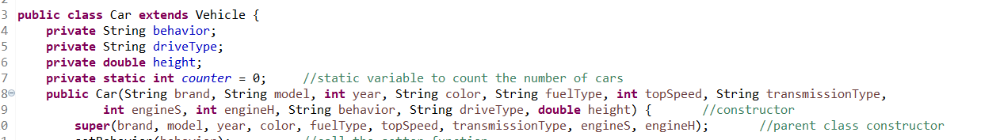 3 public class Car extends Vehicle {
4 private String behavior;
5 private String driveType;
6 private double height;
7 private static int counter = 0; //static variable to count the number of cars
8 public Car(String brand, String model, int year, String color, String fuelType, int topSpeed, String transmissionType,
9 int engineS, int engineH, String behavior, String driveType, double height) { //constructor
0 super(brand, model, year, color, fuelType, topSpeed, transmissionType, engineS, engineH); //parent class constructor